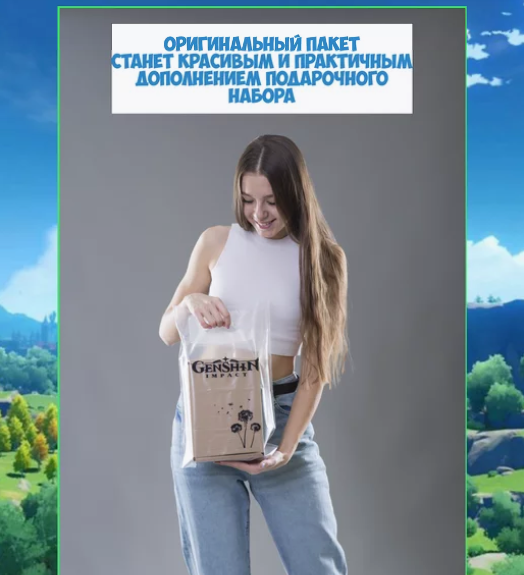 ОРИГИНАЛЬНЫЙ ПАКЕТ
СТАНЕТ КРАСИВЫМ И ПРАКТИЧНЫМ
ДОПОЛНЕНИЕМ ПОДАРОЧНОГО
НАБОРА
GENSHIN
IMPACT